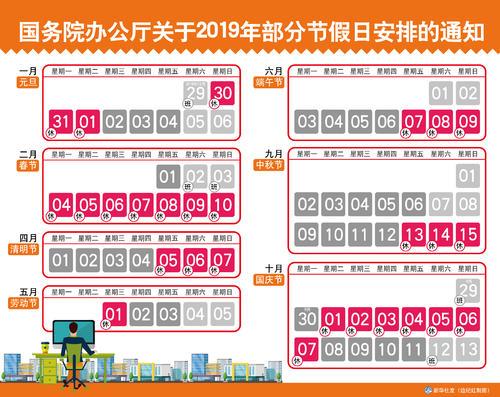 国务院办公厅关于2019年部分节假日安排的通知
一月
元旦
星期一 星期二 星期三 星期四 星期五 星期六 星期日
29 30
班 休
31 01 02 03 04 05 06
休 休
二月
春节
星期一 星期二 星期三 星期四 星期五 星期六 星期日
01 02 03
班 班
04 05 06 07 08 09 10
休 休 休 休 休 休 休
四月
清明节
星期一 星期二 星期三 星期四 星期五 星期六 星期日
01 02 03 04 05 06 07
休 休 休
五月
劳动节
星期一 星期二 星期三 星期四 星期五 星期六 星期日
01 02 03 04 05
休
六月
端午节
星期一 星期二 星期三 星期四 星期五 星期六 星期日
01 02
03 04 05 06 07 08 09
休 休 休
九月
中秋节
星期一 星期二 星期三 星期四 星期五 星期六 星期日
01
02 03 04 05 06 07 08
09 10 11 12 13 14 15
休 休 休
十月
国庆节
星期一 星期二 星期三 星期四 星期五 星期六 星期日
29
班
30 01 02 03 04 05 06
休 休 休 休 休 休
07 08 09 10 11 12 13
休 班
新华社发